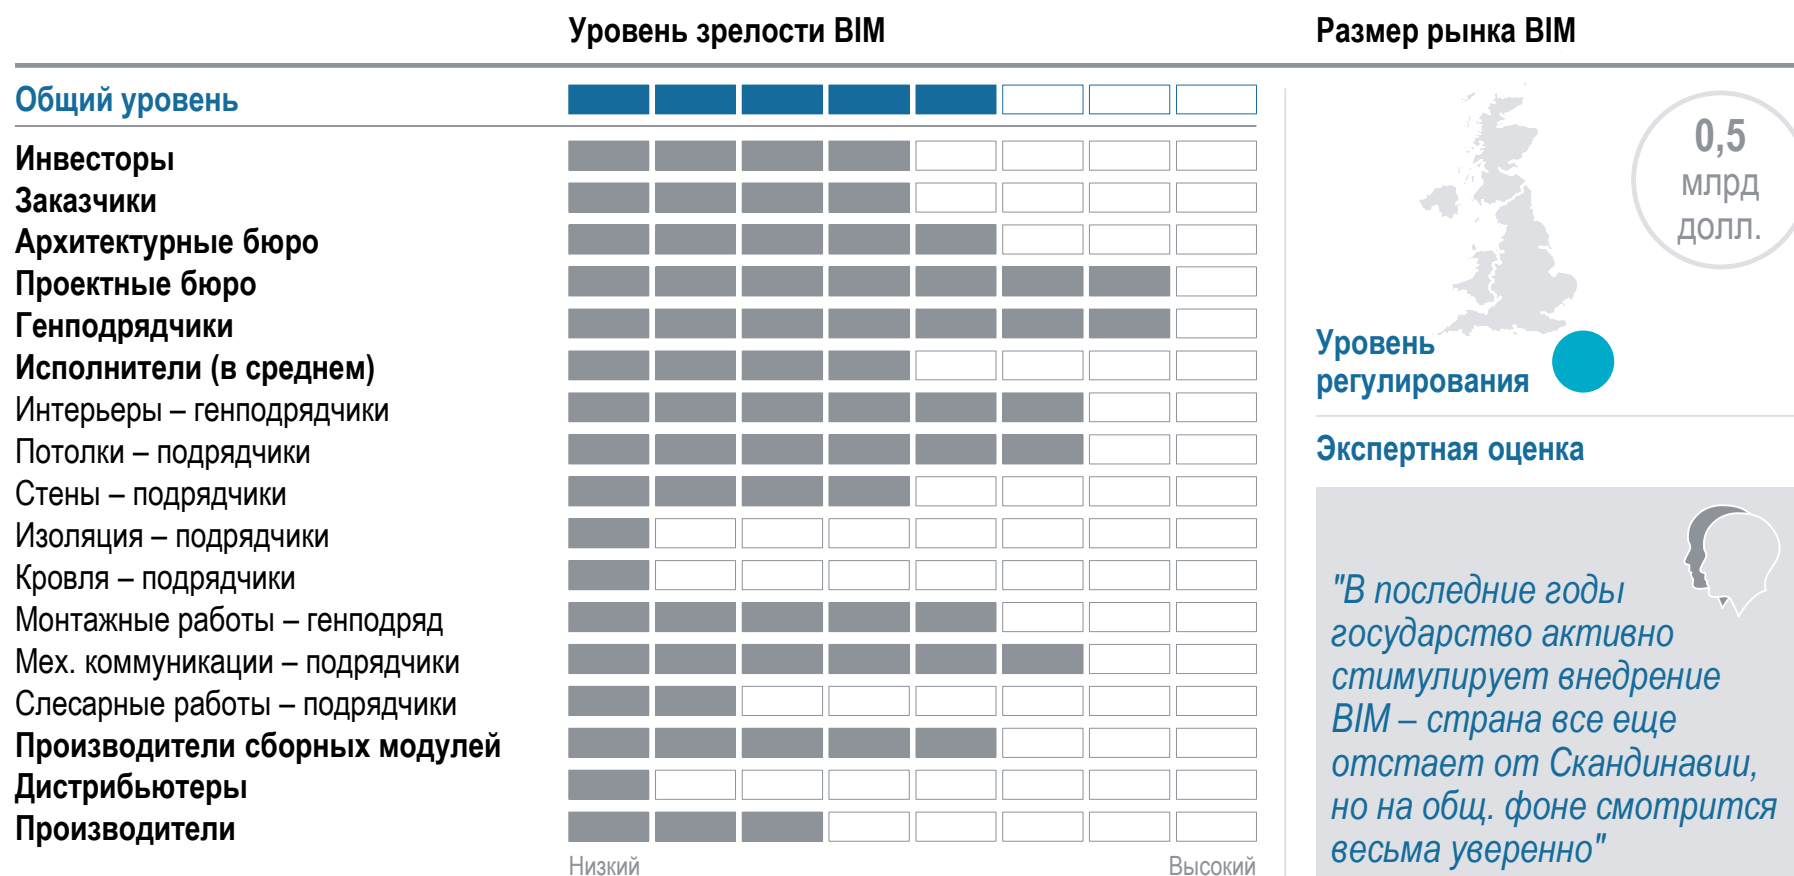 Уровень зрелости BIM
Размер рынка BIM
Общий уровень
Инвесторы
Заказчики
Архитектурные бюро
Проектные бюро
Генподрядчики
Исполнители (в среднем)
Интерьеры – генподрядчики
Потолки – подрядчики
Стены – подрядчики
Изоляция – подрядчики
Кровля – подрядчики
Монтажные работы – генподряд
Мех. коммуникации – подрядчики
Слесарные работы – подрядчики
Производители сборных модулей
Дистрибьютеры
Производители
Низкий
Высокий
0,5
млрд
долл.
Уровень
регулирования
Экспертная оценка
"В последние годы
государство активно
стимулирует внедрение
BIM – страна все еще
отстает от Скандинавии,
но на общ. фоне смотрится
весьма уверенно"